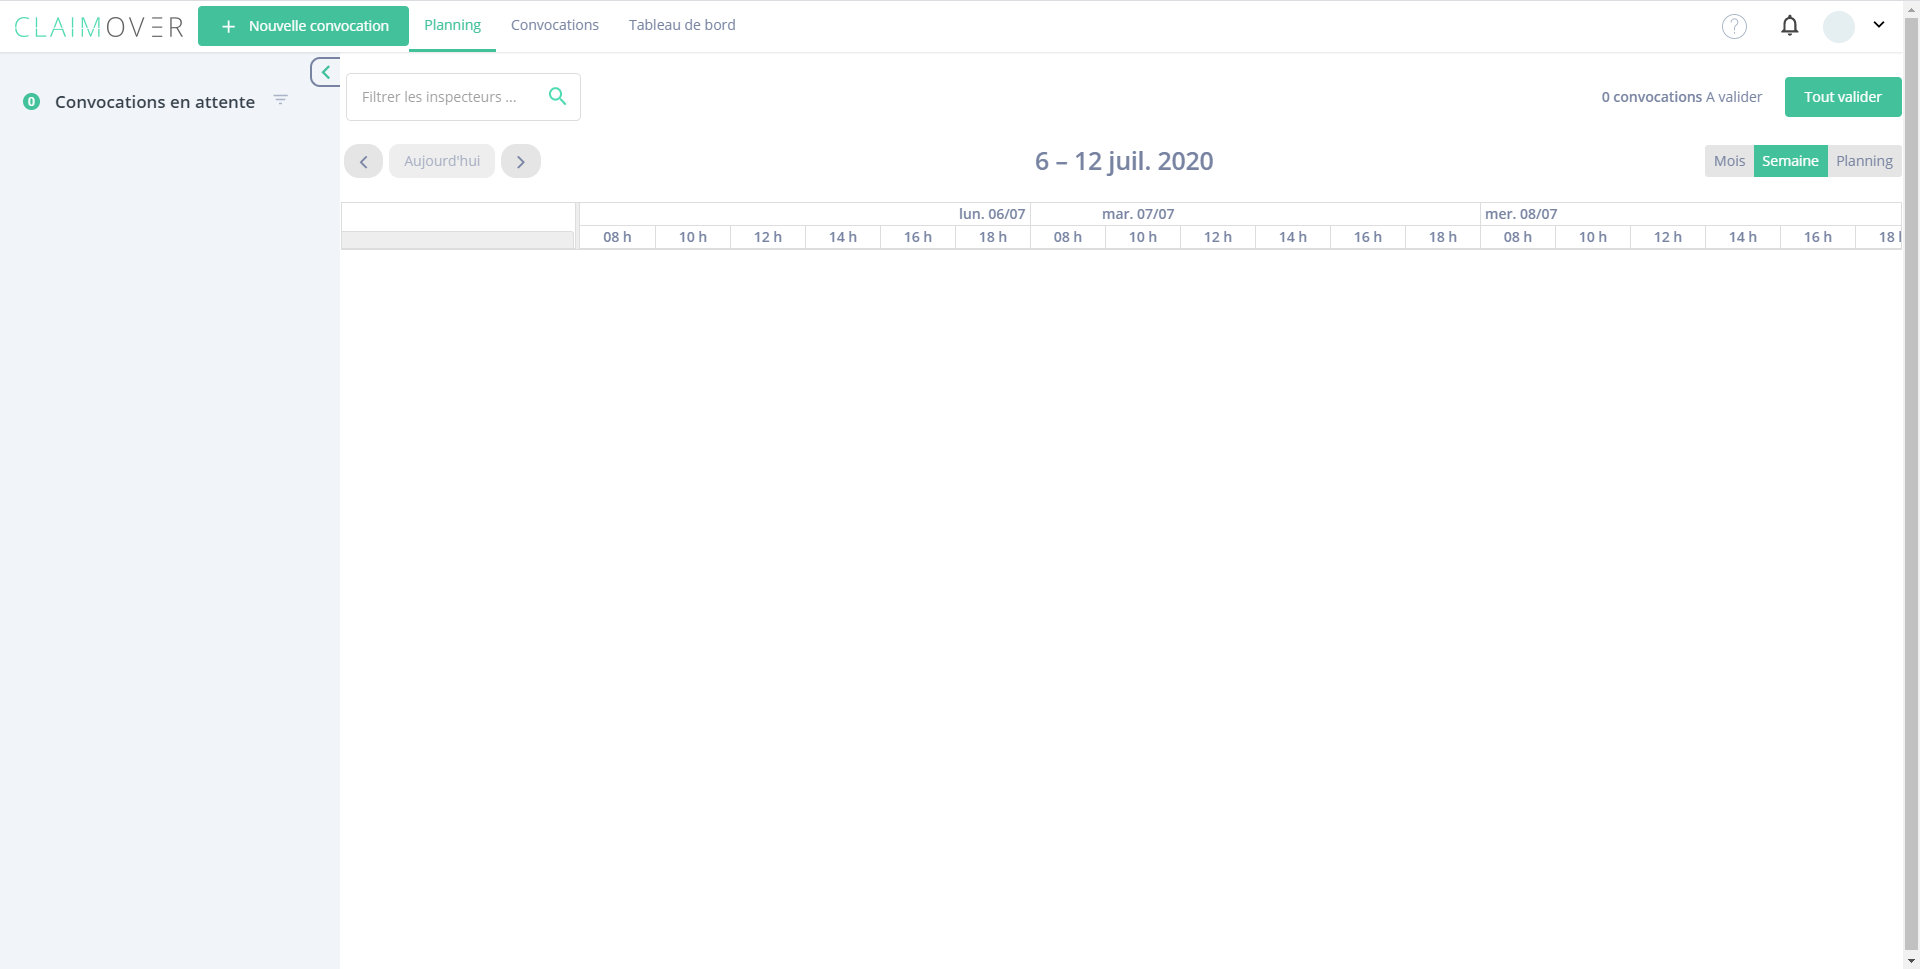 CLAIMOVER
Nouvelle convocation
Planning
Convocations
Tableau de bord
?
0 Convocations en attente
Filtrer les inspecteurs ...
0 convocations A valider
Tout valider
Aujourd'hui
6 – 12 juil. 2020
Mois Semaine Planning
lun. 06/07 mar. 07/07 mer. 08/07
08 h 10 h 12 h 14 h 16 h 18 h 08 h 10 h 12 h 14 h 16 h 18 h 08 h 10 h 12 h 14 h 16 h 18